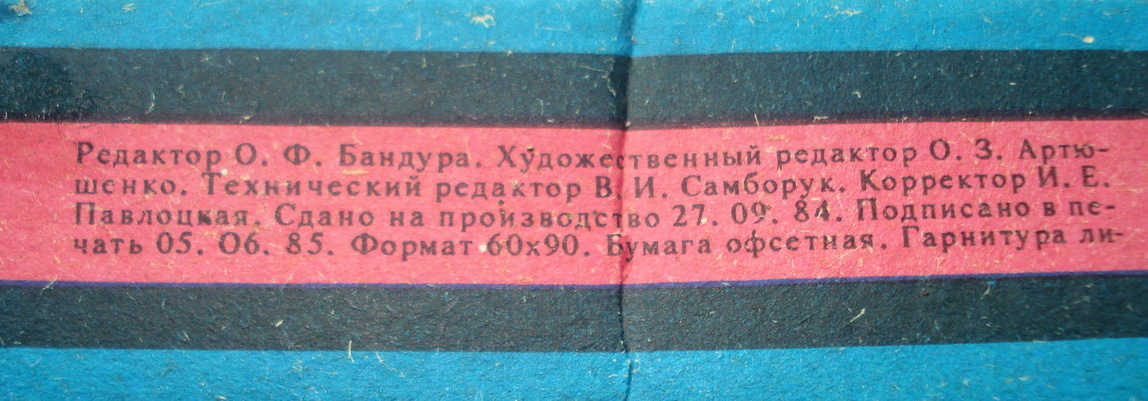 Редактор О. Ф. Бандура. Художественный редактор О. З. Артю-
шенко. Технический редактор В. И. Самборук. Корректор И. Е.
Павлоцкая. Сдано на производство 27. 09. 84. Подписано в пе-
чать 05. 06. 85. Формат 60х90. Бумага офсетная. Гарнитура ли-